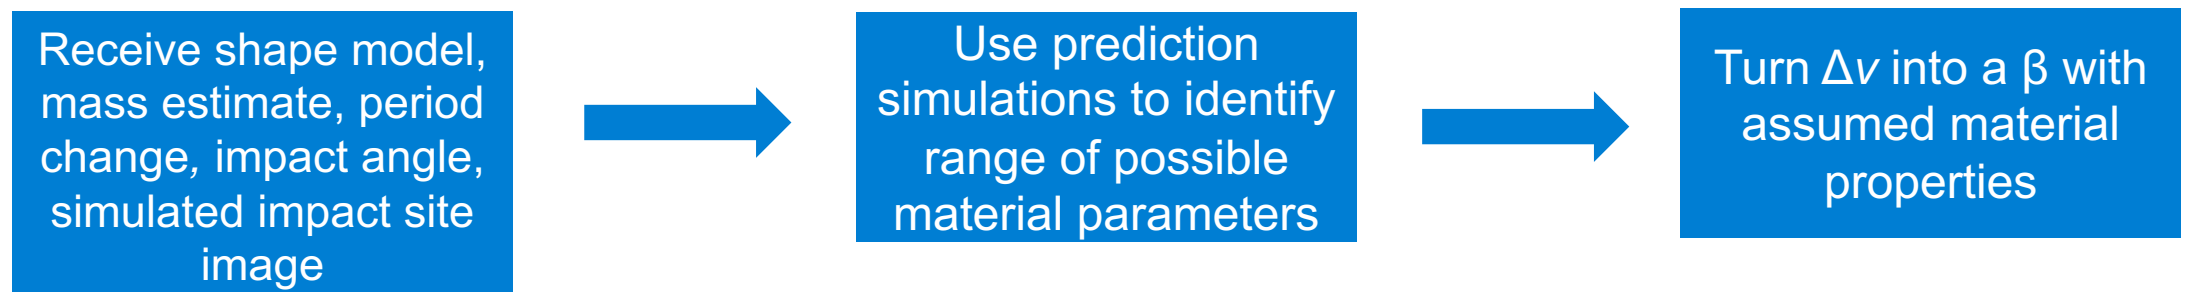 Receive shape model,
mass estimate, period
change, impact angle,
simulated impact site
image
Use prediction
simulations to identify
range of possible
material parameters
Turn Δv into a β with
assumed material
properties